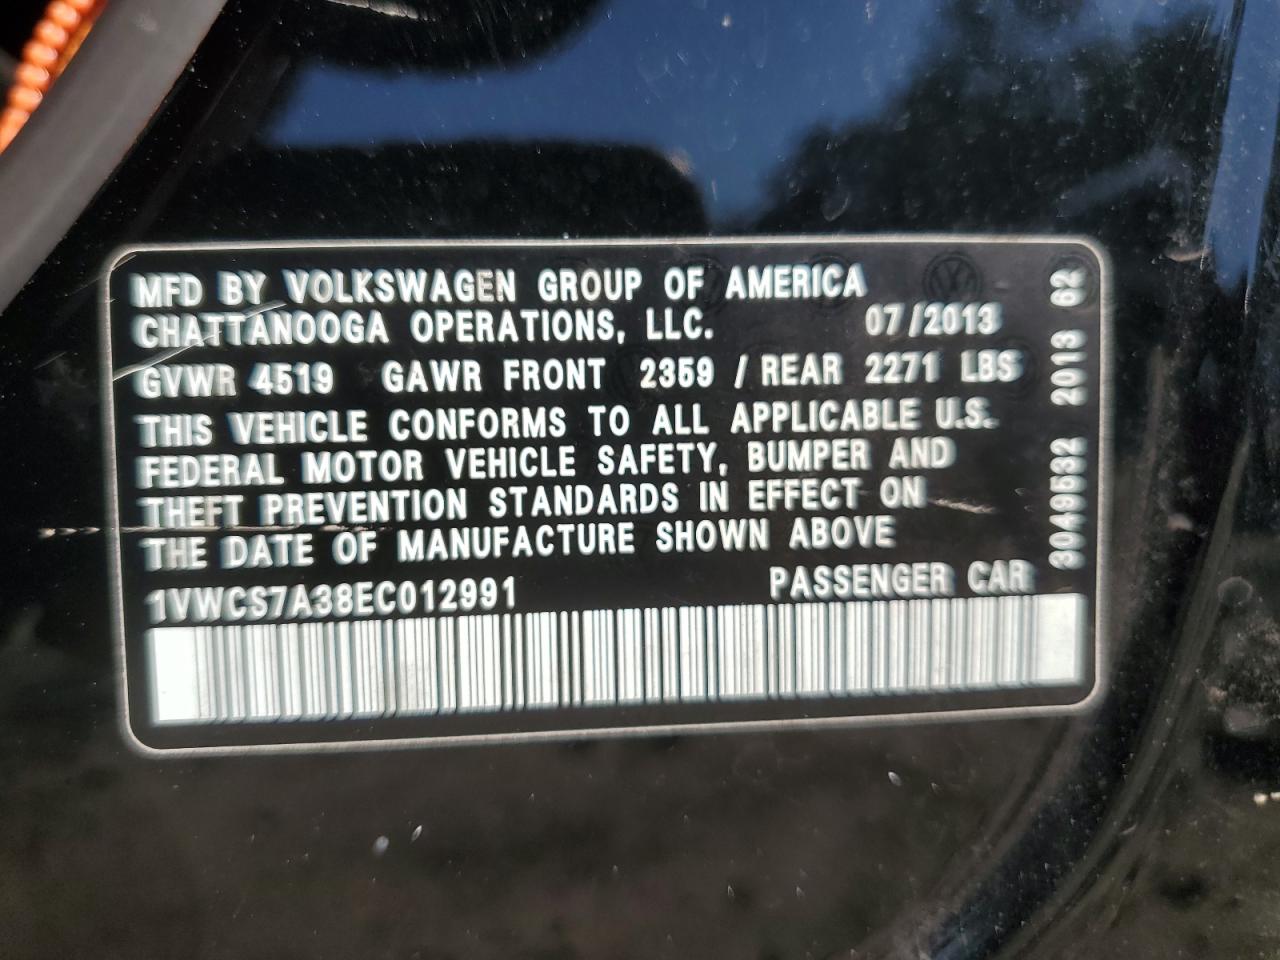 MFD BY VOLKSWAGEN GROUP OF AMERICA
CHATTANOOGA OPERATIONS, LLC. 07/2013
GVWR 4519 GAWR FRONT 2359 / REAR 2271 LBS
THIS VEHICLE CONFORMS TO ALL APPLICABLE U.S.
FEDERAL MOTOR VEHICLE SAFETY, BUMPER AND
THEFT PREVENTION STANDARDS IN EFFECT ON
THE DATE OF MANUFACTURE SHOWN ABOVE
1VWCS7A38EC012991 PASSENGER CAR
3049532 2013 62